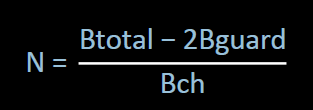 N = (Btotal − 2Bguard) / Bch